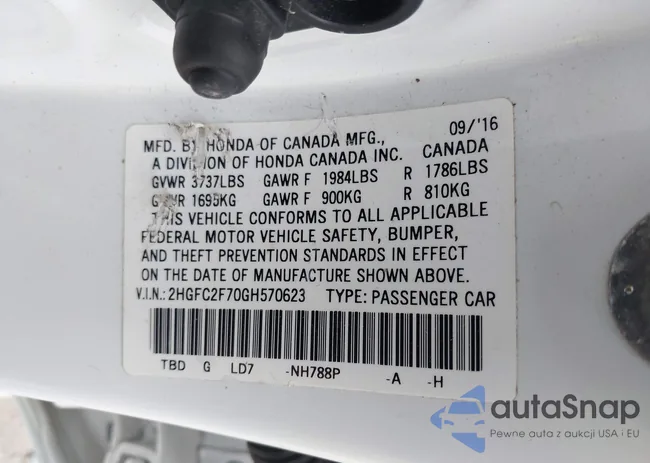 09/'16
MFD. BY HONDA OF CANADA MFG.,
A DIVISION OF HONDA CANADA INC. CANADA
GVWR 3737LBS GAWR F 1984LBS R 1786LBS
GVWR 1695KG GAWR F 900KG R 810KG
THIS VEHICLE CONFORMS TO ALL APPLICABLE
FEDERAL MOTOR VEHICLE SAFETY, BUMPER,
AND THEFT PREVENTION STANDARDS IN EFFECT
ON THE DATE OF MANUFACTURE SHOWN ABOVE.
V.I.N.: 2HGFC2F70GH570623 TYPE: PASSENGER CAR
TBD G LD7 -NH788P -A -H
autaSnap
Pewne auta z aukcji USA i EU